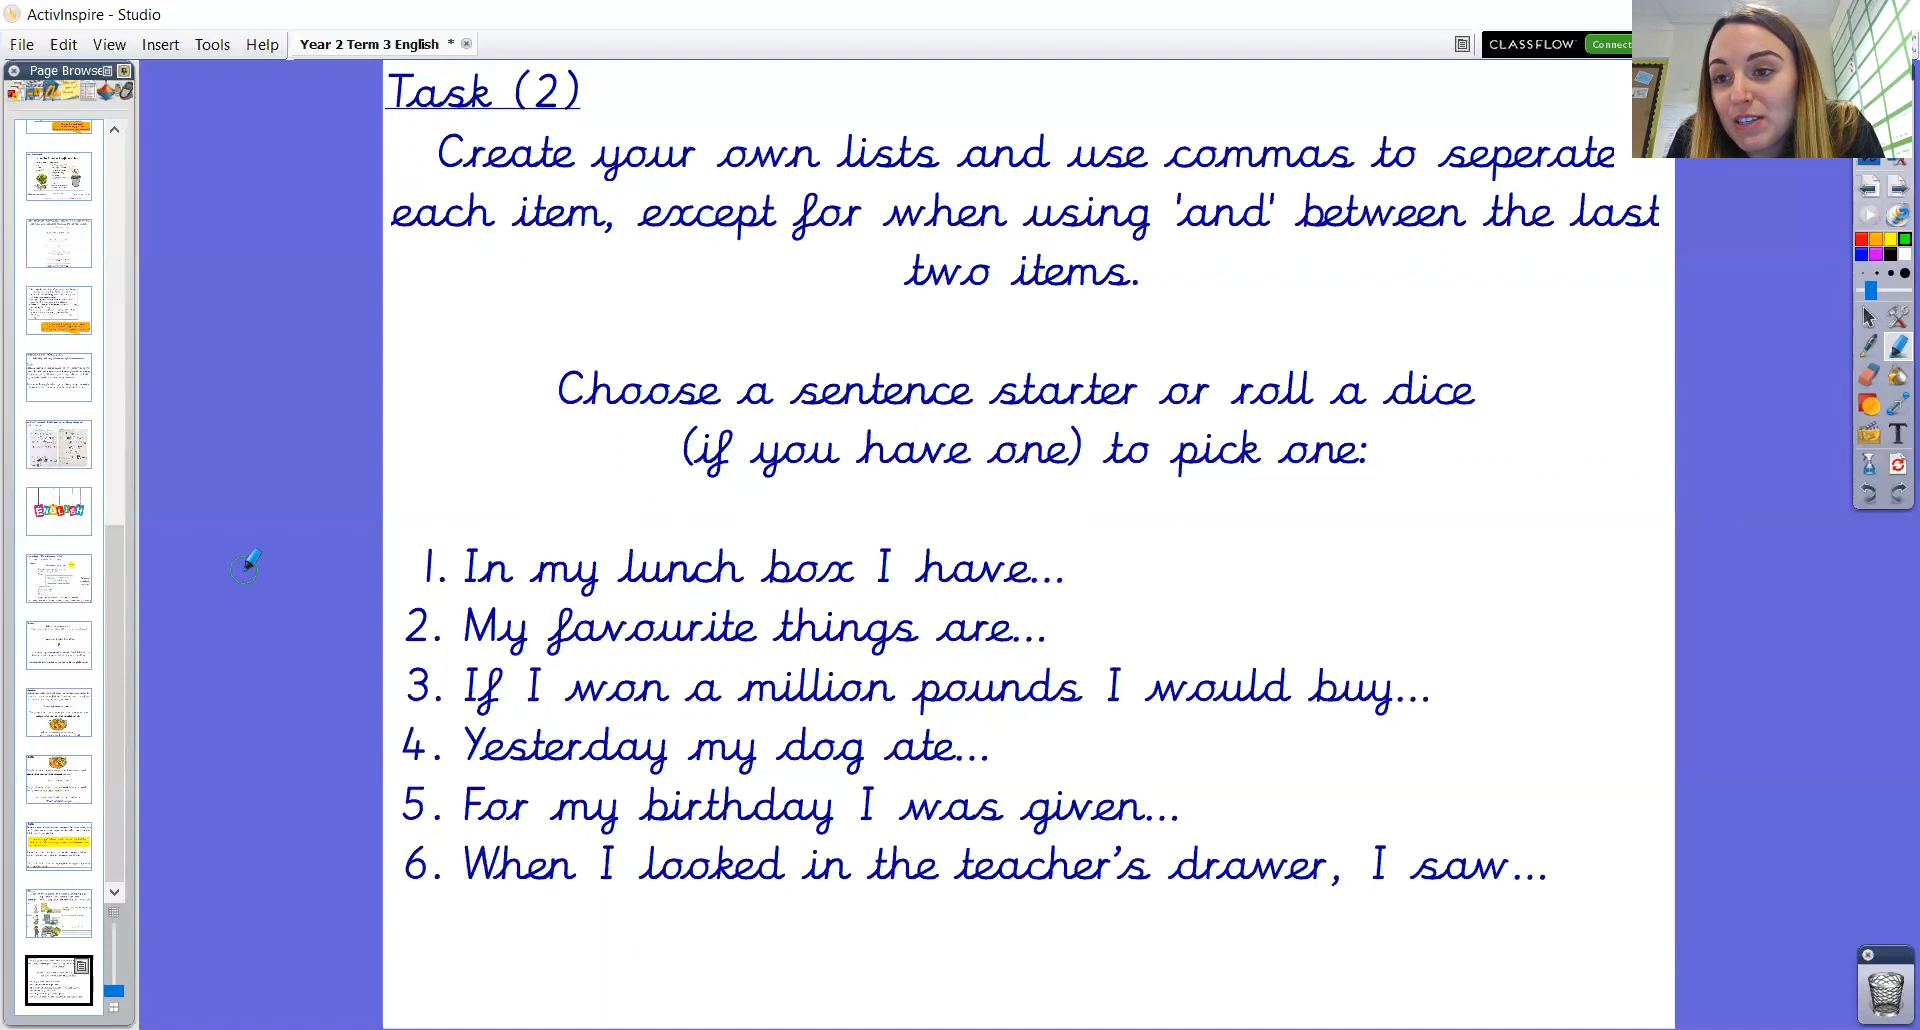 ActivInspire - Studio
File Edit View Insert Tools Help Year 2 Term 3 English * CLASSFLOW Connect
Page Browse
Task (2)
Create your own lists and use commas to seperate
each item, except for when using 'and' between the last
two items.
Choose a sentence starter or roll a dice
(if you have one) to pick one:
1. In my lunch box I have...
2. My favourite things are...
3. If I won a million pounds I would buy...
4. Yesterday my dog ate...
5. For my birthday I was given...
6. When I looked in the teacher's drawer, I saw...
ENGLISH